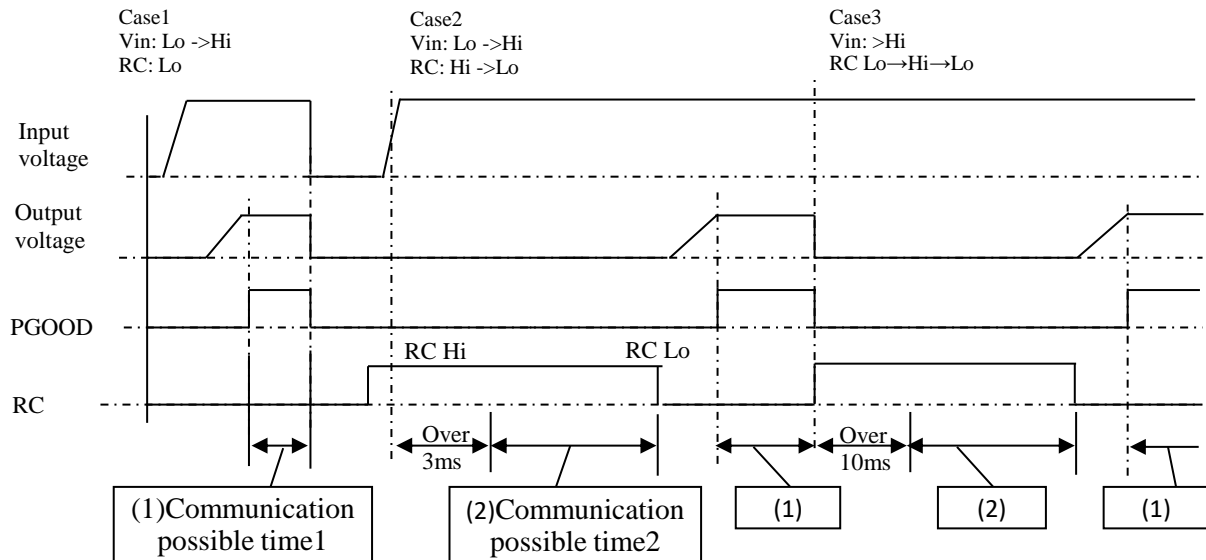 Case1
Vin: Lo ->Hi
RC: Lo
Case2
Vin: Lo ->Hi
RC: Hi ->Lo
Case3
Vin: >Hi
RC Lo→Hi→Lo
Input
voltage
Output
voltage
PGOOD
RC Hi
RC Lo
RC
Over
3ms
Over
10ms
(1)Communication
possible time1
(2)Communication
possible time2
(1)
(2)
(1)